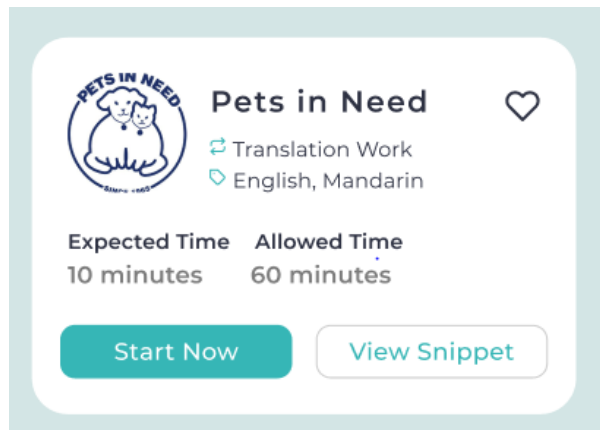 PETS IN NEED
Pets in Need
Translation Work
English, Mandarin
Expected Time Allowed Time
10 minutes 60 minutes
Start Now View Snippet